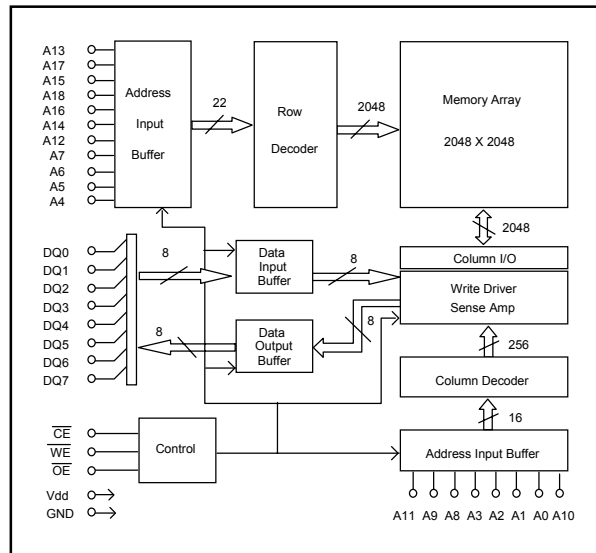 A13
A17
A15
A18
A16
A14
A12
A7
A6
A5
A4
Address
Input
Buffer
22
Row
Decoder
2048
Memory Array
2048 X 2048
2048
DQ0
DQ1
DQ2
DQ3
DQ4
DQ5
DQ6
DQ7
8
Data
Input
Buffer
8
Column I/O
Write Driver
Sense Amp
8
Data
Output
Buffer
8
256
Column Decoder
16
Address Input Buffer
CE
WE
OE
Control
Vdd
GND
A11 A9 A8 A3 A2 A1 A0 A10